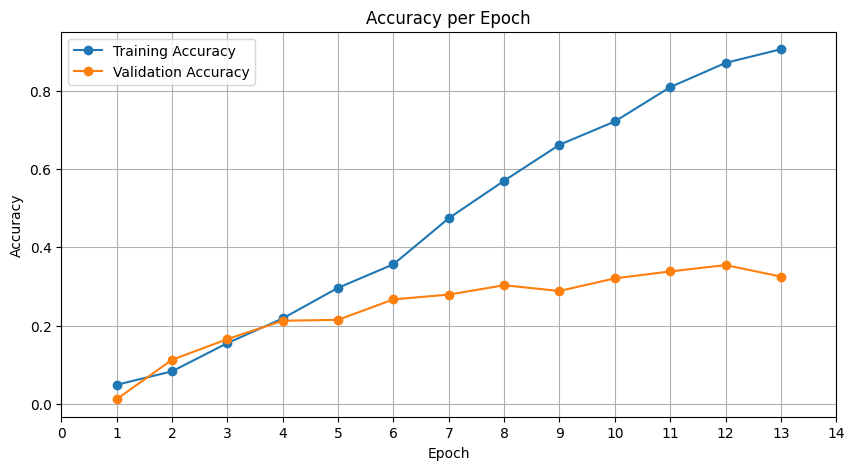 Accuracy per Epoch
Training Accuracy
Validation Accuracy
0.8
0.6
0.4
0.2
0.0
Accuracy
0 1 2 3 4 5 6 7 8 9 10 11 12 13 14
Epoch